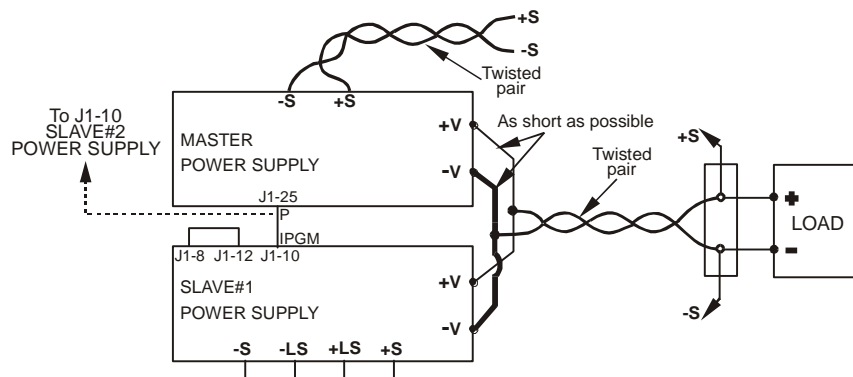 +S
-S
Twisted
pair
-S +S
To J1-10
SLAVE#2
POWER SUPPLY
MASTER
POWER SUPPLY
+V
-V
As short as possible
Twisted
pair
+S
+
LOAD
-
-S
J1-25
P
IPGM
J1-8 J1-12 J1-10
SLAVE#1
POWER SUPPLY
+V
-V
-S -LS +LS +S